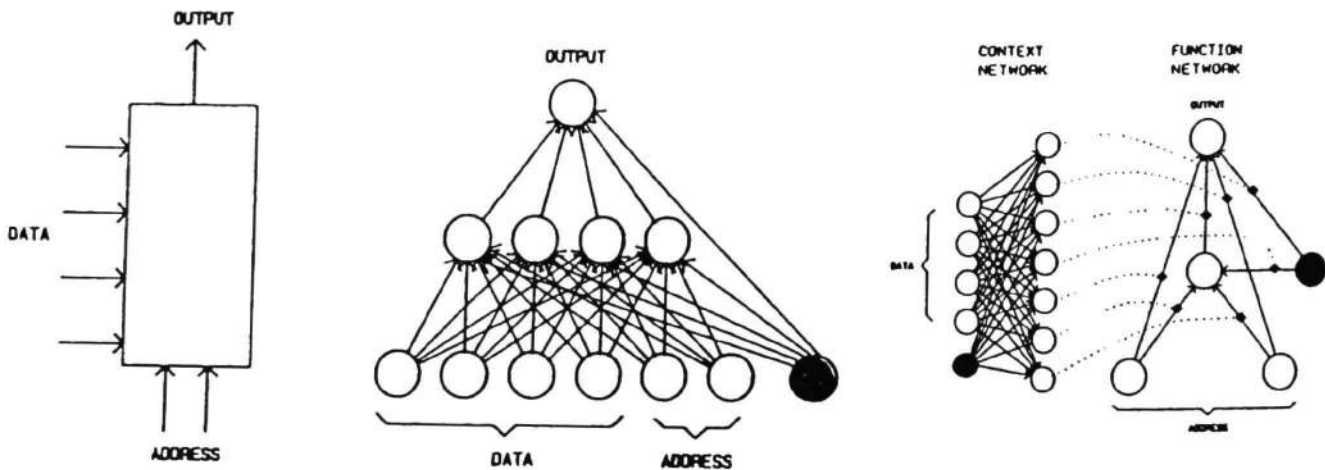 OUTPUT
DATA
ADDRESS
OUTPUT
DATA
ADDRESS
CONTEXT
NETWORK
FUNCTION
NETWORK
OUTPUT
DATA
ADDRESS